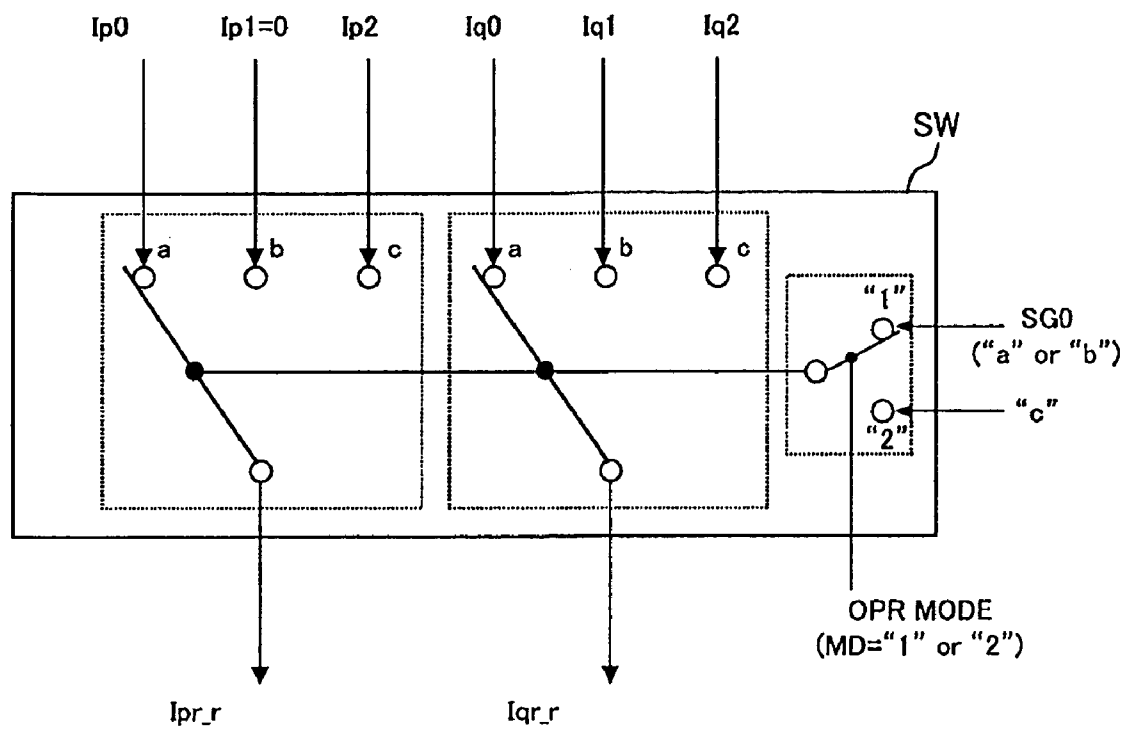 Ip0 Ip1=0 Ip2 Iq0 Iq1 Iq2
SW
a b c a b c
“1”
SG0
(“a” or “b”)
“c”
“2”
OPR MODE
(MD=“1” or “2”)
Ipr_r Iqr_r